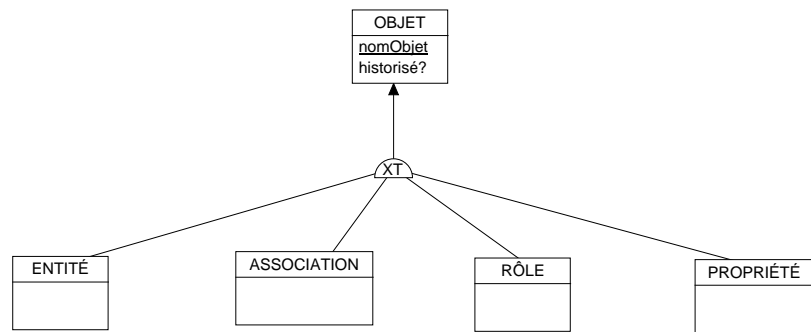 OBJET
nomObjet
historisé?
XT
ENTITÉ
ASSOCIATION
RÔLE
PROPRIÉTÉ